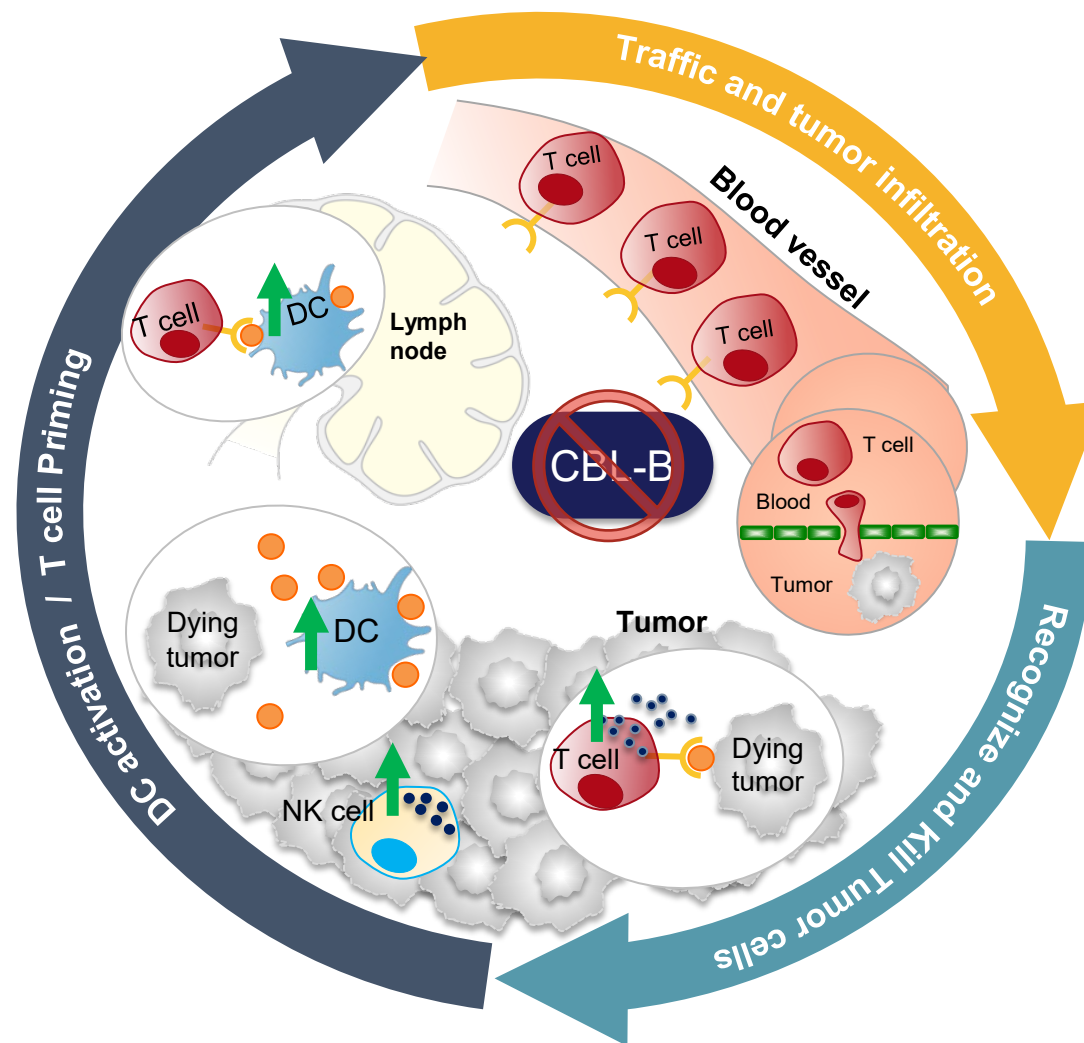 Traffic and tumor infiltration
Blood vessel
T cell
T cell
T cell
T cell
DC
Lymph
node
CBL-B
T cell
Blood
Tumor
Recognize and Kill Tumor cells
Tumor
T cell
Dying
tumor
NK cell
Dying
tumor
DC
DC activation / T cell Priming